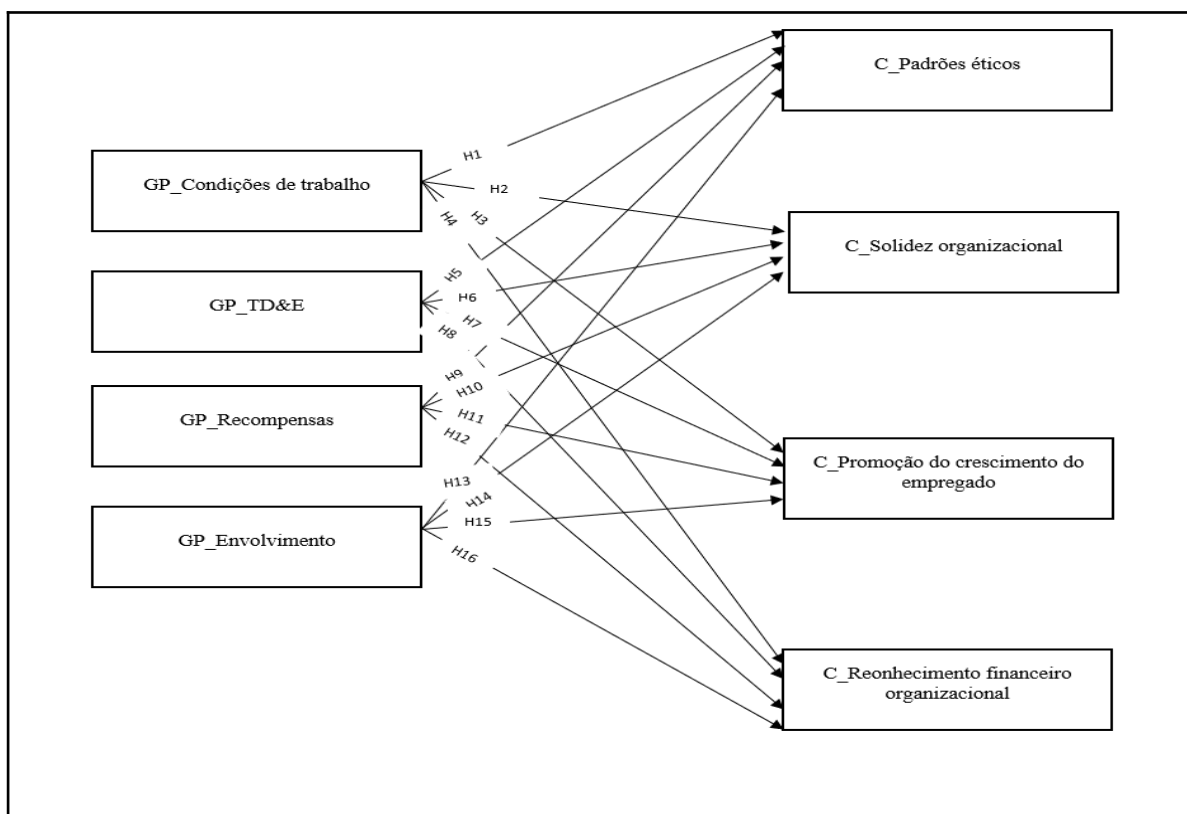 C_Padrões éticos
GP_Condições de trabalho
H1
H2
H3
H4
C_Solidez organizacional
GP_TD&E
H5
H6
H7
H8
GP_Recompensas
H9
H10
H11
H12
C_Promoção do crescimento do
empregado
GP_Envolvimento
H13
H14
H15
H16
C_Reonhecimento financeiro
organizacional